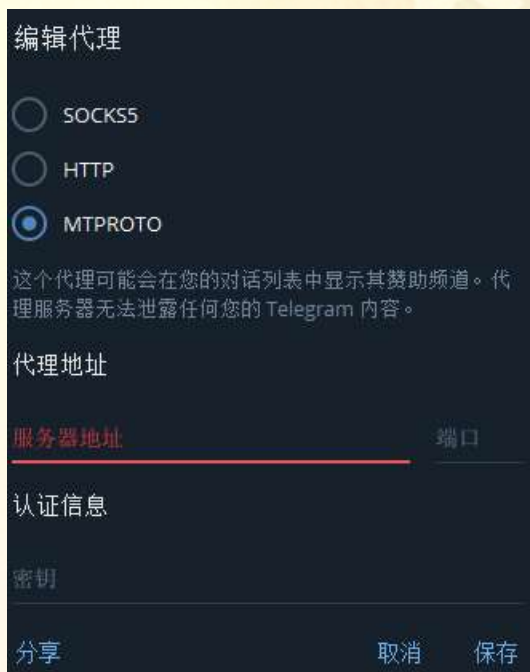 编辑代理
SOCKS5
HTTP
MTPROTO
这个代理可能会在您的对话列表中显示其赞助频道。代
理服务器无法泄露任何您的 Telegram 内容。
代理地址
服务器地址 端口
认证信息
密钥
分享 取消 保存